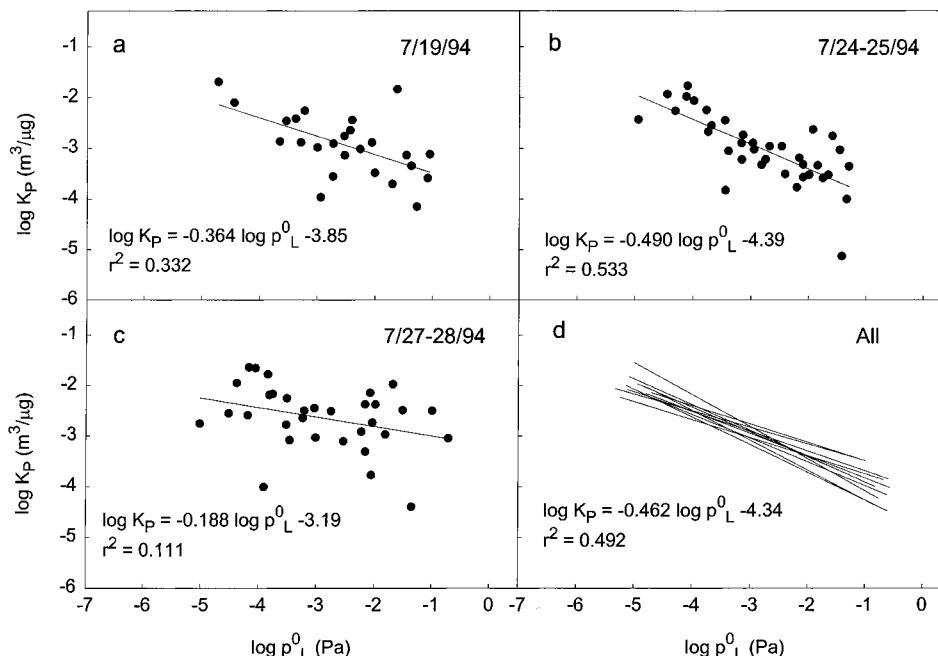 a
7/19/94
-1
-2
-3
-4
-5
-6
log K_P (m³/µg)
log K_P = -0.364 log p⁰_L -3.85
r² = 0.332
b
7/24-25/94
log K_P = -0.490 log p⁰_L -4.39
r² = 0.533
c
7/27-28/94
-1
-2
-3
-4
-5
-6
log K_P (m³/µg)
log K_P = -0.188 log p⁰_L -3.19
r² = 0.111
d
All
log K_P = -0.462 log p⁰_L -4.34
r² = 0.492
-7 -6 -5 -4 -3 -2 -1 0 -7 -6 -5 -4 -3 -2 -1 0
log p⁰_L (Pa)
log p⁰_L (Pa)